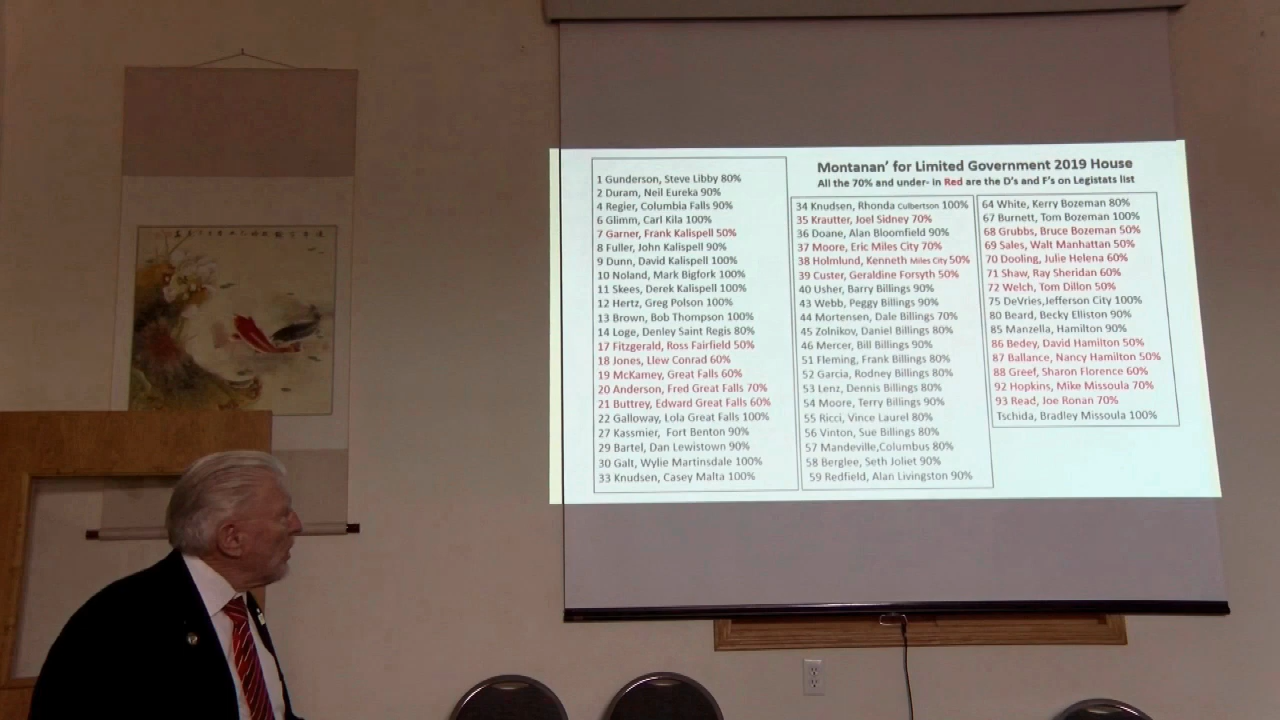 Montanan’ for Limited Government 2019 House
All the 70% and under- in Red are the D’s and F’s on Legistats list
1 Gunderson, Steve Libby 80%
2 Duram, Neil Eureka 90%
4 Regier, Columbia Falls 90%
6 Glimm, Carl Kila 100%
7 Garner, Frank Kalispell 50%
8 Fuller, John Kalispell 90%
9 Dunn, David Kalispell 100%
10 Noland, Mark Bigfork 100%
11 Skees, Derek Kalispell 100%
12 Hertz, Greg Polson 100%
13 Brown, Bob Thompson 100%
14 Loge, Denley Saint Regis 80%
17 Fitzgerald, Ross Fairfield 50%
18 Jones, Llew Conrad 60%
19 McKamey, Great Falls 60%
20 Anderson, Fred Great Falls 70%
21 Buttrey, Edward Great Falls 60%
22 Galloway, Lola Great Falls 100%
27 Kassmier, Fort Benton 90%
29 Bartel, Dan Lewistown 90%
30 Galt, Wylie Martinsdale 100%
33 Knudsen, Casey Malta 100%
34 Knudsen, Rhonda Culbertson 100%
35 Krautter, Joel Sidney 70%
36 Doane, Alan Bloomfield 90%
37 Moore, Eric Miles City 70%
38 Holmlund, Kenneth Miles City 50%
39 Custer, Geraldine Forsyth 50%
40 Usher, Barry Billings 90%
43 Webb, Peggy Billings 90%
44 Mortensen, Dale Billings 70%
45 Zolnikov, Daniel Billings 80%
46 Mercer, Bill Billings 90%
51 Fleming, Frank Billings 80%
52 Garcia, Rodney Billings 80%
53 Lenz, Dennis Billings 80%
54 Moore, Terry Billings 90%
55 Ricci, Vince Laurel 80%
56 Vinton, Sue Billings 80%
57 Mandeville,Columbus 80%
58 Berglee, Seth Joliet 90%
59 Redfield, Alan Livingston 90%
64 White, Kerry Bozeman 80%
67 Burnett, Tom Bozeman 100%
68 Grubbs, Bruce Bozeman 50%
69 Sales, Walt Manhattan 50%
70 Dooling, Julie Helena 60%
71 Shaw, Ray Sheridan 60%
72 Welch, Tom Dillon 50%
75 DeVries,Jefferson City 100%
80 Beard, Becky Elliston 90%
85 Manzella, Hamilton 90%
86 Bedey, David Hamilton 50%
87 Ballance, Nancy Hamilton 50%
88 Greef, Sharon Florence 60%
92 Hopkins, Mike Missoula 70%
93 Read, Joe Ronan 70%
Tschida, Bradley Missoula 100%